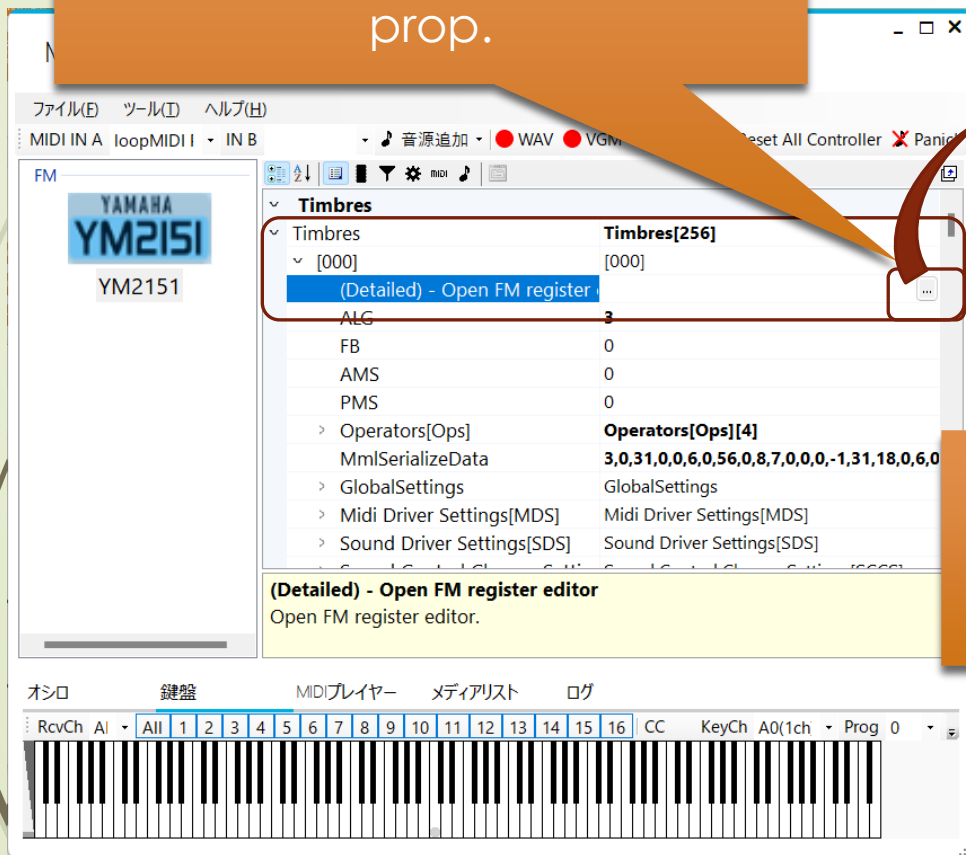 prop.
ファイル(F) ツール(T) ヘルプ(H)
MIDI IN A loopMIDI IN B 音源追加 WAV VGM Reset All Controller Panic
FM
YAMAHA
YM2151
YM2151
Timbres
Timbres Timbres[256]
[000] [000]
(Detailed) - Open FM register ...
ALG 3
FB 0
AMS 0
PMS 0
Operators[Ops] Operators[Ops][4]
MmlSerializeData 3,0,31,0,0,6,0,56,0,8,7,0,0,0,-1,31,18,0,6,0
GlobalSettings GlobalSettings
Midi Driver Settings[MDS] Midi Driver Settings[MDS]
Sound Driver Settings[SDS] Sound Driver Settings[SDS]
(Detailed) - Open FM register editor
Open FM register editor.
オシロ 鍵盤 MIDIプレイヤー メディアリスト ログ
RcvCh Al All 1 2 3 4 5 6 7 8 9 10 11 12 13 14 15 16 CC KeyCh A0(1ch Prog 0